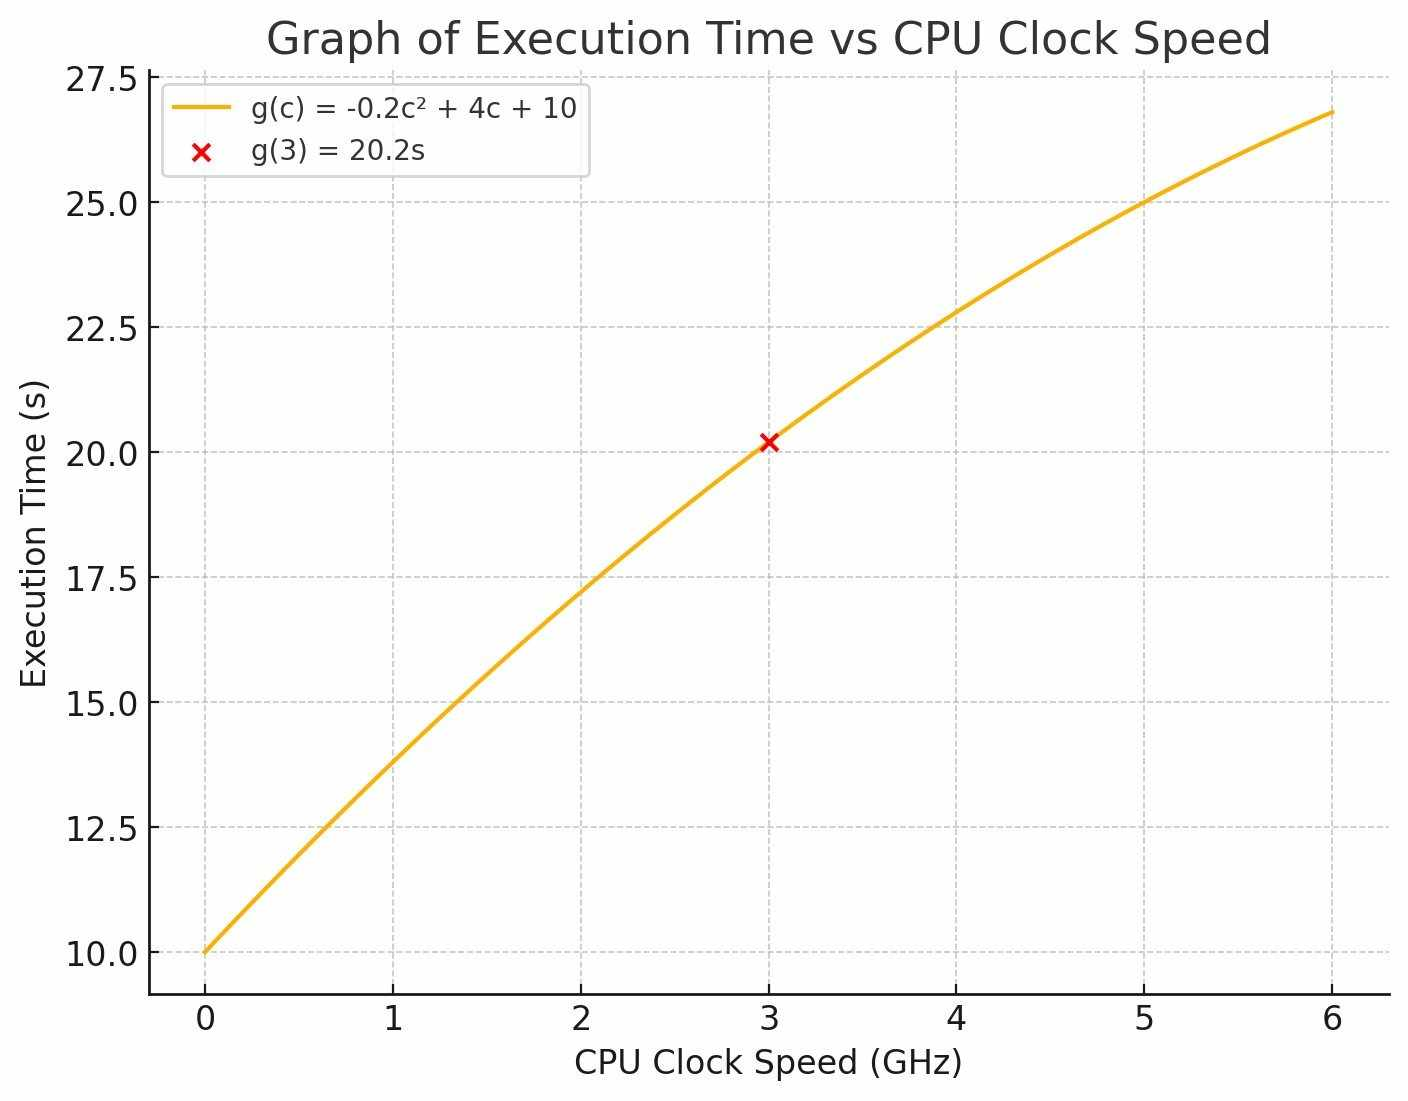 Graph of Execution Time vs CPU Clock Speed
g(c) = -0.2c² + 4c + 10
g(3) = 20.2s
Execution Time (s)
27.5
25.0
22.5
20.0
17.5
15.0
12.5
10.0
0 1 2 3 4 5 6
CPU Clock Speed (GHz)